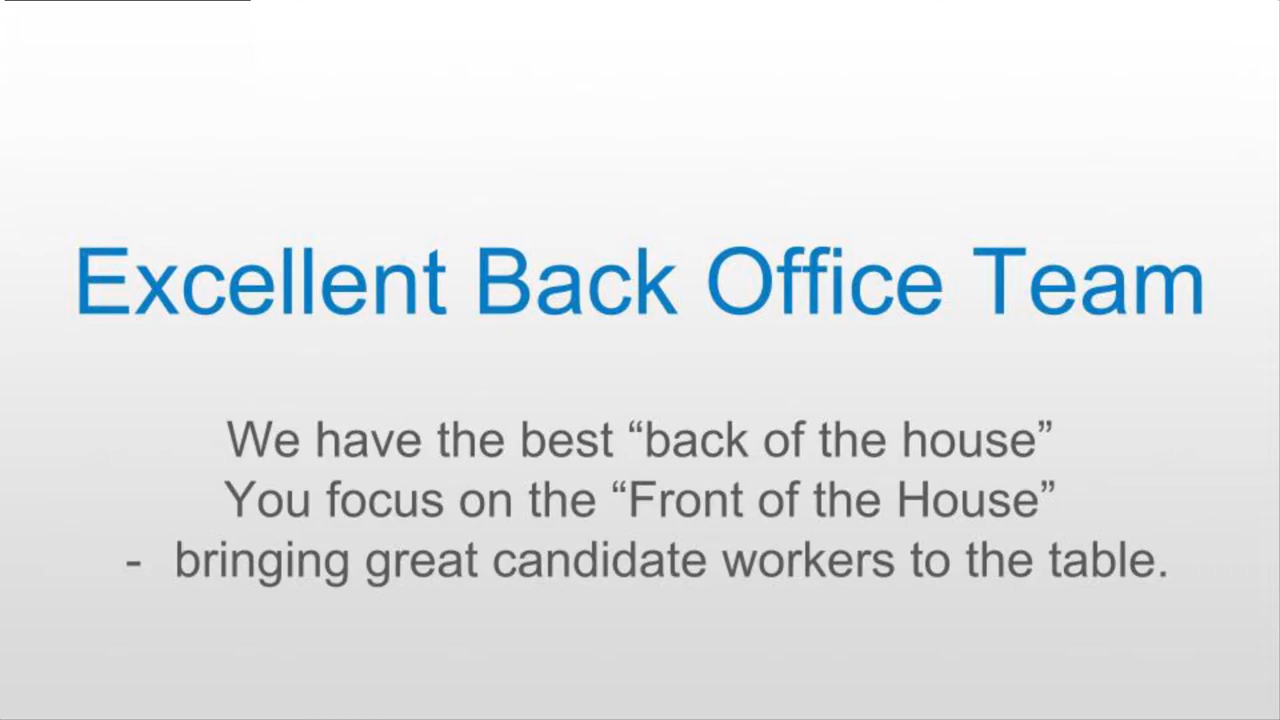 Excellent Back Office Team
We have the best “back of the house”
You focus on the “Front of the House”
- bringing great candidate workers to the table.